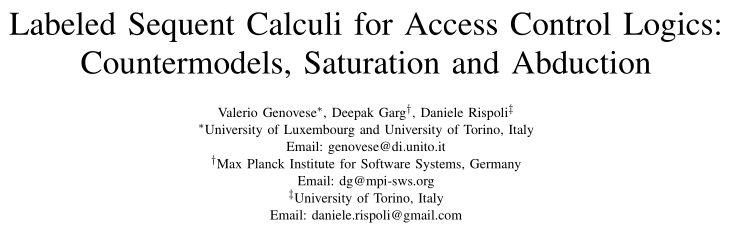 Labeled Sequent Calculi for Access Control Logics:
Countermodels, Saturation and Abduction
Valerio Genovese*, Deepak Garg†, Daniele Rispoli‡
*University of Luxembourg and University of Torino, Italy
Email: genovese@di.unito.it
†Max Planck Institute for Software Systems, Germany
Email: dg@mpi-sws.org
‡University of Torino, Italy
Email: daniele.rispoli@gmail.com